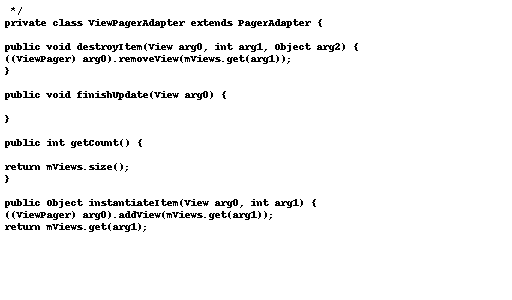 */
private class ViewPagerAdapter extends PagerAdapter {
public void destroyItem(View arg0, int arg1, Object arg2) {
((ViewPager) arg0).removeView(mViews.get(arg1));
}
public void finishUpdate(View arg0) {
}
public int getCount() {
return mViews.size();
}
public Object instantiateItem(View arg0, int arg1) {
((ViewPager) arg0).addView(mViews.get(arg1));
return mViews.get(arg1);